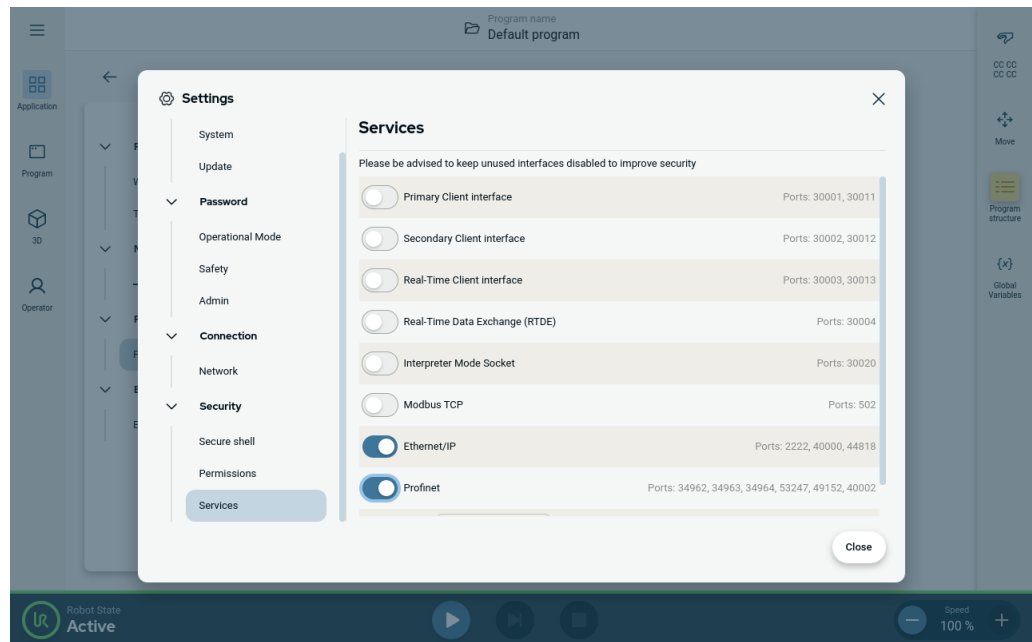 Program name
Default program
Application
Program
3D
Operator
CC CC
CC CC
Move
Program
structure
{x}
Global
Variables
Settings
System
Update
Password
Operational Mode
Safety
Admin
Connection
Network
Security
Secure shell
Permissions
Services
Services
Please be advised to keep unused interfaces disabled to improve security
Primary Client interface Ports: 30001, 30011
Secondary Client interface Ports: 30002, 30012
Real-Time Client interface Ports: 30003, 30013
Real-Time Data Exchange (RTDE) Ports: 30004
Interpreter Mode Socket Ports: 30020
Modbus TCP Ports: 502
Ethernet/IP Ports: 2222, 40000, 44818
Profinet Ports: 34962, 34963, 34964, 53247, 49152, 40002
Close
UR
Robot State
Active
Speed
100 %